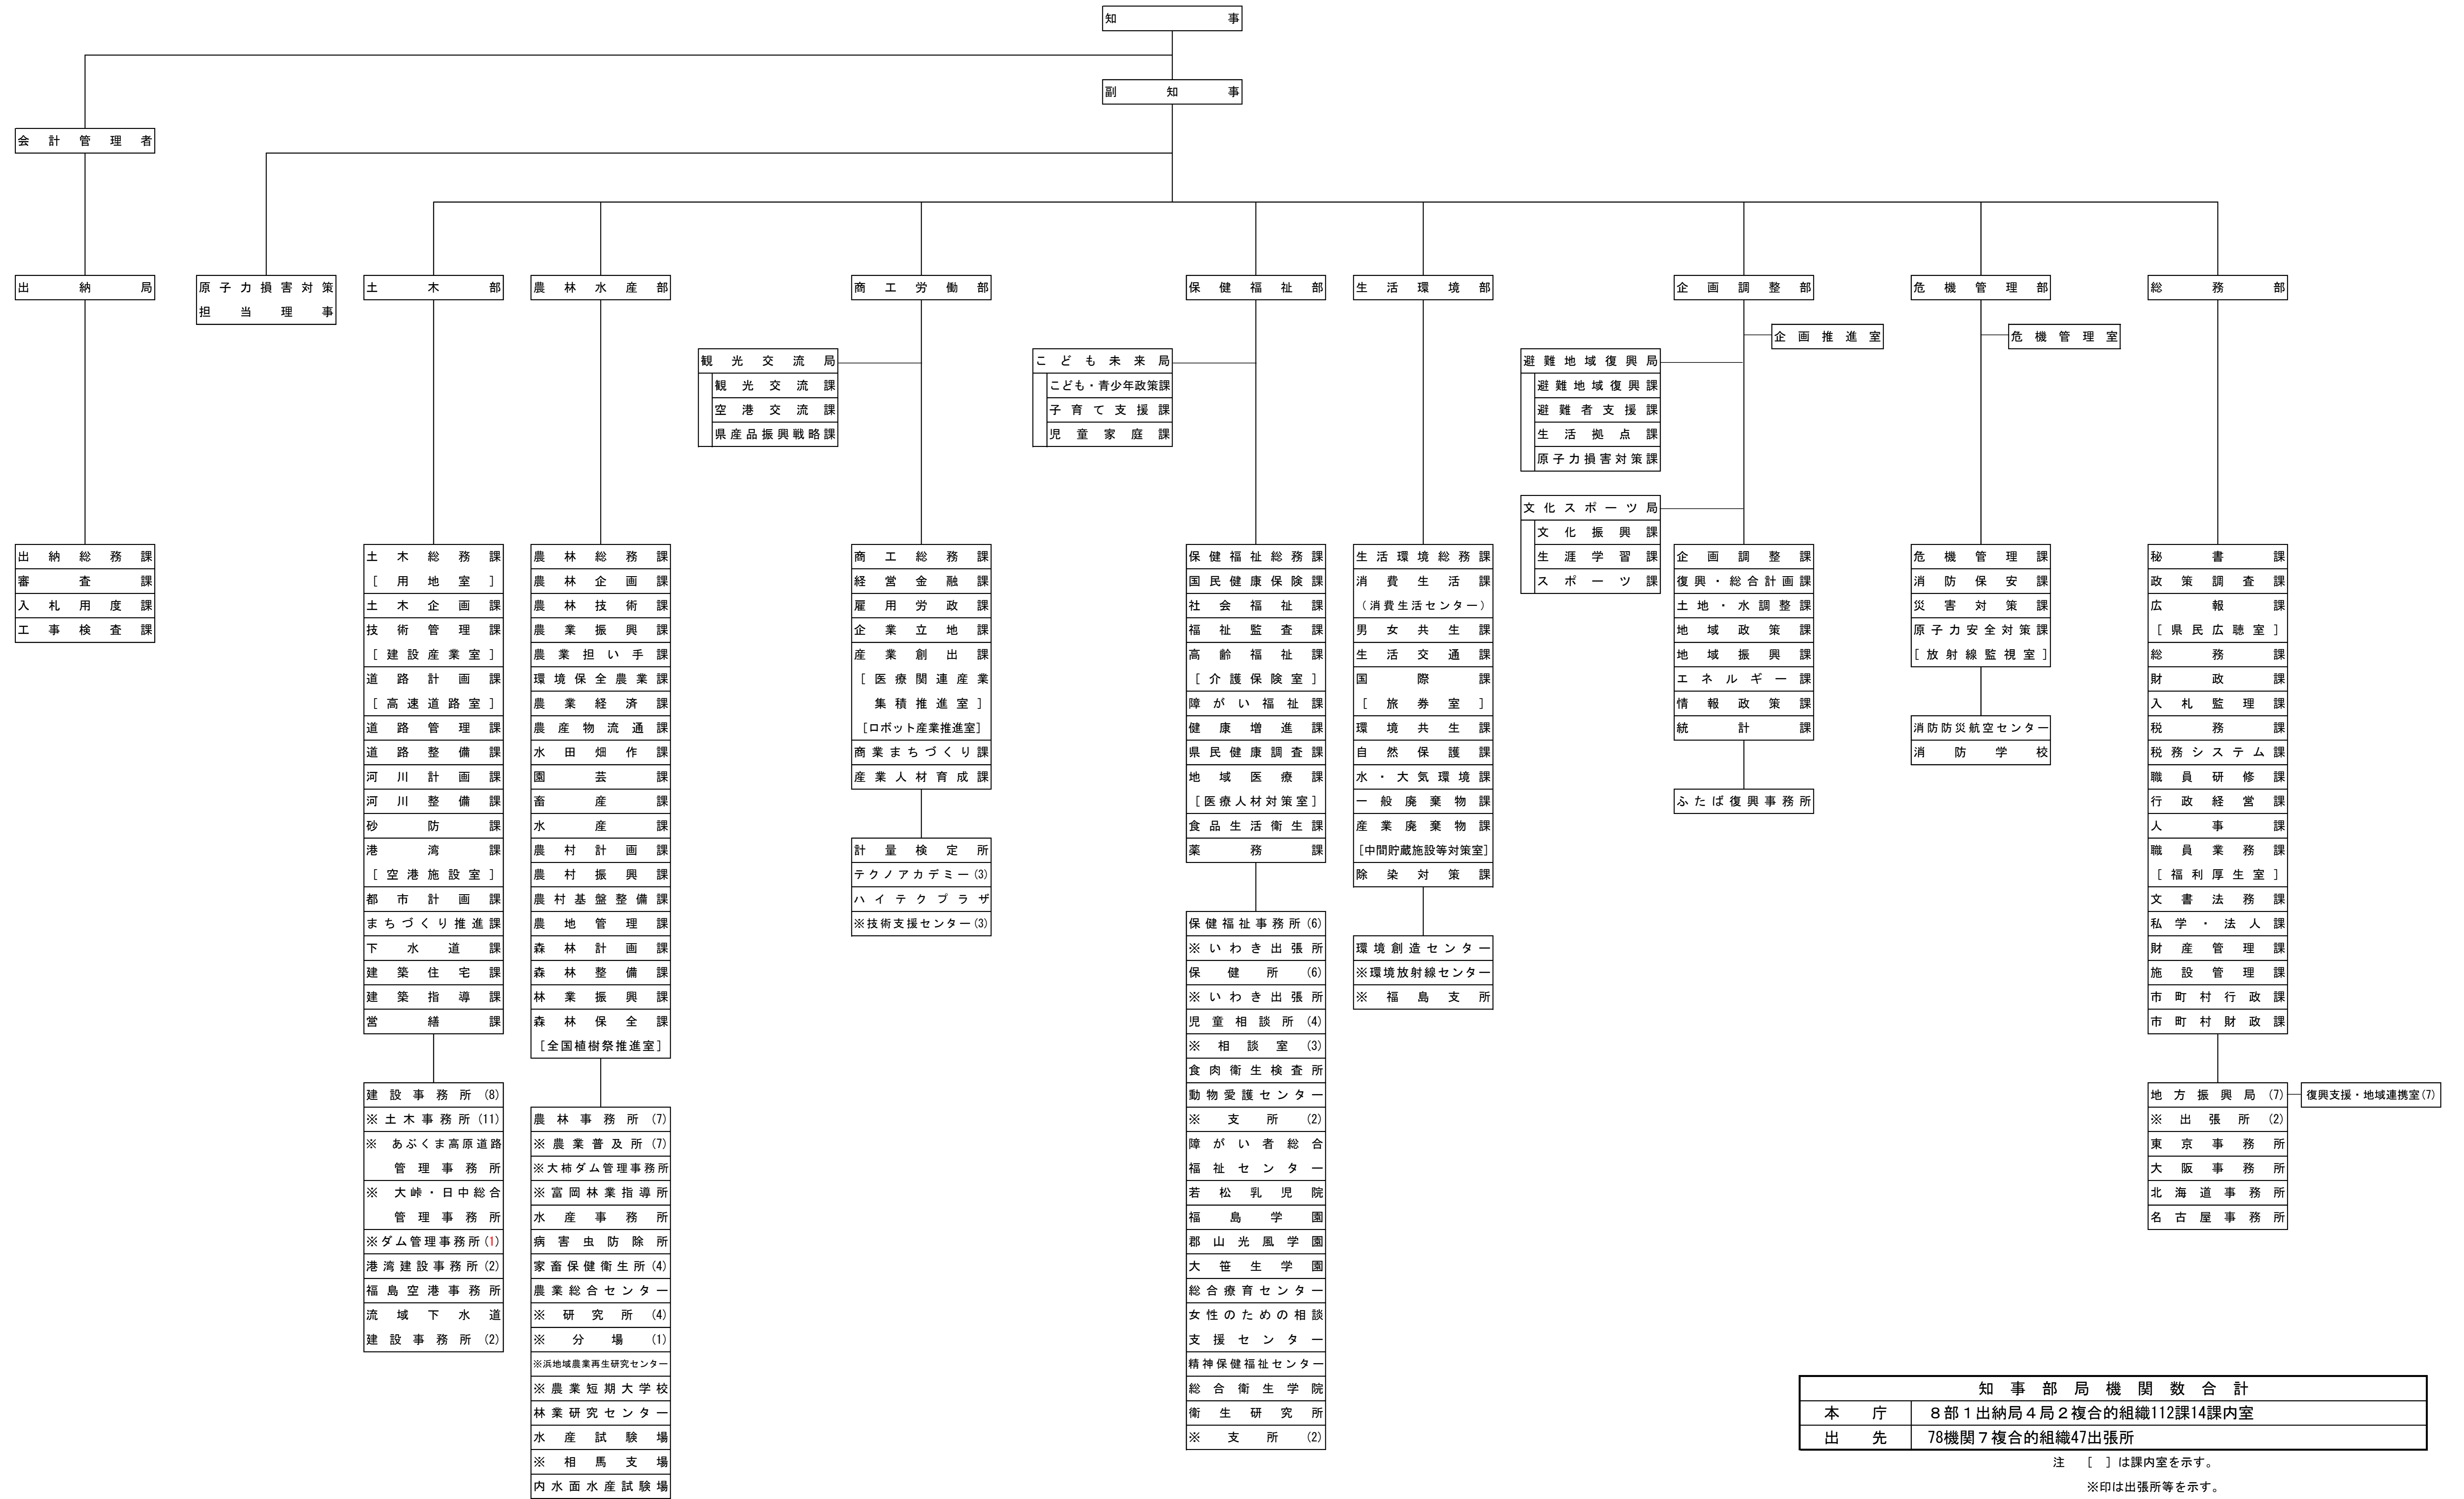 知事
副知事
会計管理者
出納局
原子力損害対策
担当理事
土木部
農林水産部
商工労働部
保健福祉部
生活環境部
企画調整部
危機管理部
総務部
企画推進室
危機管理室
観光交流局
観光交流課
空港交流課
県産品振興戦略課
こども未来局
こども・青少年政策課
子育て支援課
児童家庭課
避難地域復興局
避難地域復興課
避難者支援課
生活拠点課
原子力損害対策課
文化スポーツ局
文化振興課
生涯学習課
スポーツ課
出納総務課
審査課
入札用度課
工事検査課
土木総務課
[用地室]
土木企画課
技術管理課
[建設産業室]
道路計画課
[高速道路室]
道路管理課
道路整備課
河川計画課
河川整備課
砂防課
港湾課
[空港施設室]
都市計画課
まちづくり推進課
下水道課
建築住宅課
建築指導課
営繕課
建設事務所(8)
※土木事務所(11)
※ あぶくま高原道路
管理事務所
※ 大峠・日中総合
管理事務所
※ダム管理事務所(1)
港湾建設事務所(2)
福島空港事務所
流域下水道
建設事務所(2)
農林総務課
農林企画課
農林技術課
農業振興課
農業担い手課
環境保全農業課
農業経済課
農産物流通課
水田畑作課
園芸課
畜産課
水産課
農村計画課
農村振興課
農村基盤整備課
農地管理課
森林計画課
森林整備課
林業振興課
森林保全課
[全国植樹祭推進室]
農林事務所(7)
※農業普及所(7)
※大柿ダム管理事務所
※富岡林業指導所
水産事務所
病害虫防除所
家畜保健衛生所(4)
農業総合センター
※研究所(4)
※分場(1)
※浜地域農業再生研究センター
※農業短期大学校
林業研究センター
水産試験場
※相馬支場
内水面水産試験場
商工総務課
経営金融課
雇用労政課
企業立地課
産業創出課
[医療関連産業
集積推進室]
[ロボット産業推進室]
商業まちづくり課
産業人材育成課
計量検定所
テクノアカデミー(3)
ハイテクプラザ
※技術支援センター(3)
保健福祉総務課
国民健康保険課
社会福祉課
福祉監査課
高齢福祉課
[介護保険室]
障がい福祉課
健康増進課
県民健康調査課
地域医療課
[医療人材対策室]
食品生活衛生課
薬務課
保健福祉事務所(6)
※いわき出張所
保健所(6)
※いわき出張所
児童相談所(4)
※相談室(3)
食肉衛生検査所
動物愛護センター
※支所(2)
障がい者総合
福祉センター
若松乳児院
福島学園
郡山光風学園
大笹生学園
総合療育センター
女性のための相談
支援センター
精神保健福祉センター
総合衛生学院
衛生研究所
※支所(2)
生活環境総務課
消費生活課
(消費生活センター)
男女共生課
生活交通課
国際課
[旅券室]
環境共生課
自然保護課
水・大気環境課
一般廃棄物課
産業廃棄物課
[中間貯蔵施設等対策室]
除染対策課
環境創造センター
※環境放射線センター
※福島支所
企画調整課
復興・総合計画課
土地・水調整課
地域政策課
地域振興課
エネルギー課
情報政策課
統計課
ふたば復興事務所
危機管理課
消防保安課
災害対策課
原子力安全対策課
[放射線監視室]
消防防災航空センター
消防学校
秘書課
政策調査課
広報課
[県民広聴室]
総務課
財政課
入札監理課
税務課
税務システム課
職員研修課
行政経営課
人事課
職員業務課
[福利厚生室]
文書法務課
私学・法人課
財産管理課
施設管理課
市町村行政課
市町村財政課
地方振興局(7)
復興支援・地域連携室(7)
※出張所(2)
東京事務所
大阪事務所
北海道事務所
名古屋事務所
知事部局機関数合計
本庁 8部1出納局4局2複合的組織112課14課内室
出先 78機関7複合的組織47出張所
注 [ ]は課内室を示す。
※印は出張所等を示す。